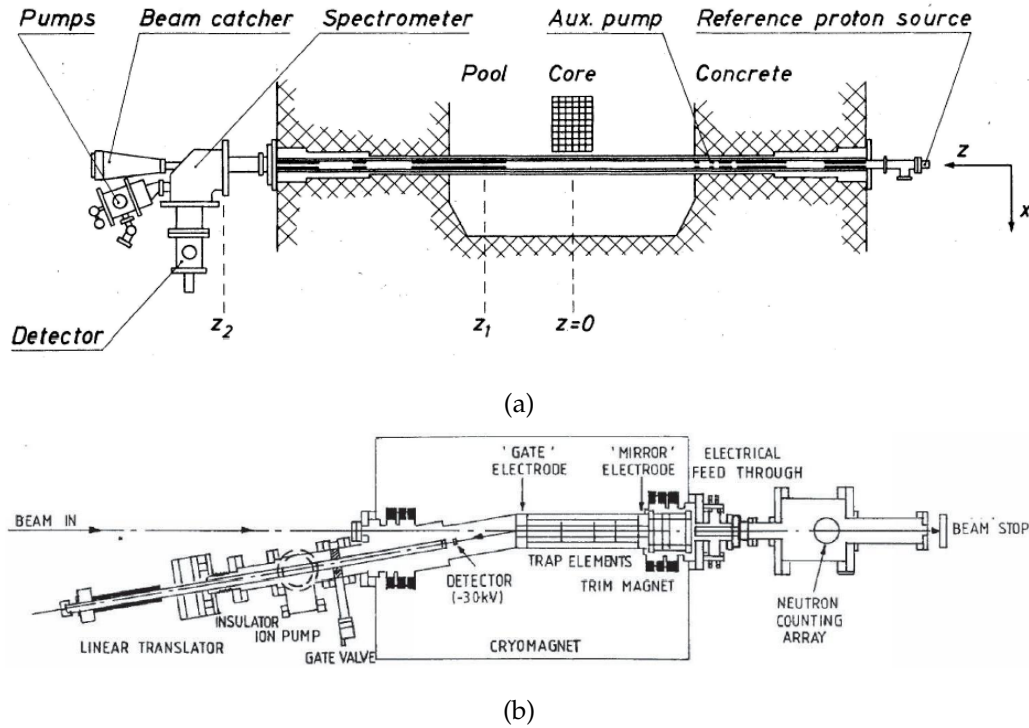 Pumps Beam catcher Spectrometer Aux. pump Reference proton source
Pool Core Concrete
z
x
Detector
z2 z1 z=0
(a)
'GATE' ELECTRODE
'MIRROR' ELECTRODE
ELECTRICAL FEED THROUGH
BEAM IN
BEAM STOP
DETECTOR (-30kV)
TRAP ELEMENTS
TRIM MAGNET
NEUTRON COUNTING ARRAY
LINEAR TRANSLATOR
INSULATOR
ION PUMP
GATE VALVE
CRYOMAGNET
(b)